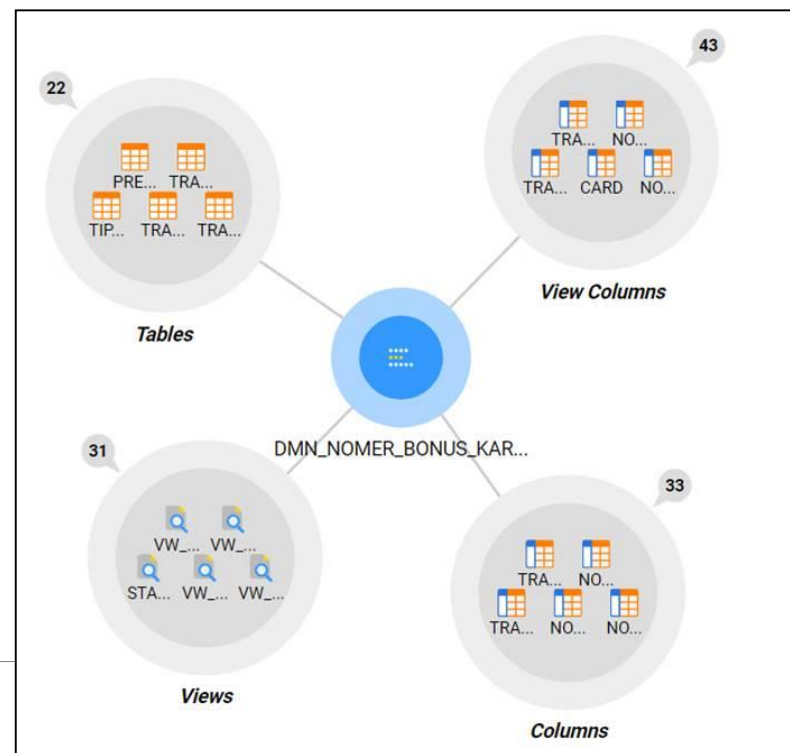 22
PRE... TRA...
TIP... TRA... TRA...
Tables
43
TRA... NO...
TRA... CARD NO...
View Columns
DMN_NOMER_BONUS_KAR...
31
VW_... VW_...
STA... VW_... VW_...
Views
33
TRA... NO...
TRA... NO... NO...
Columns